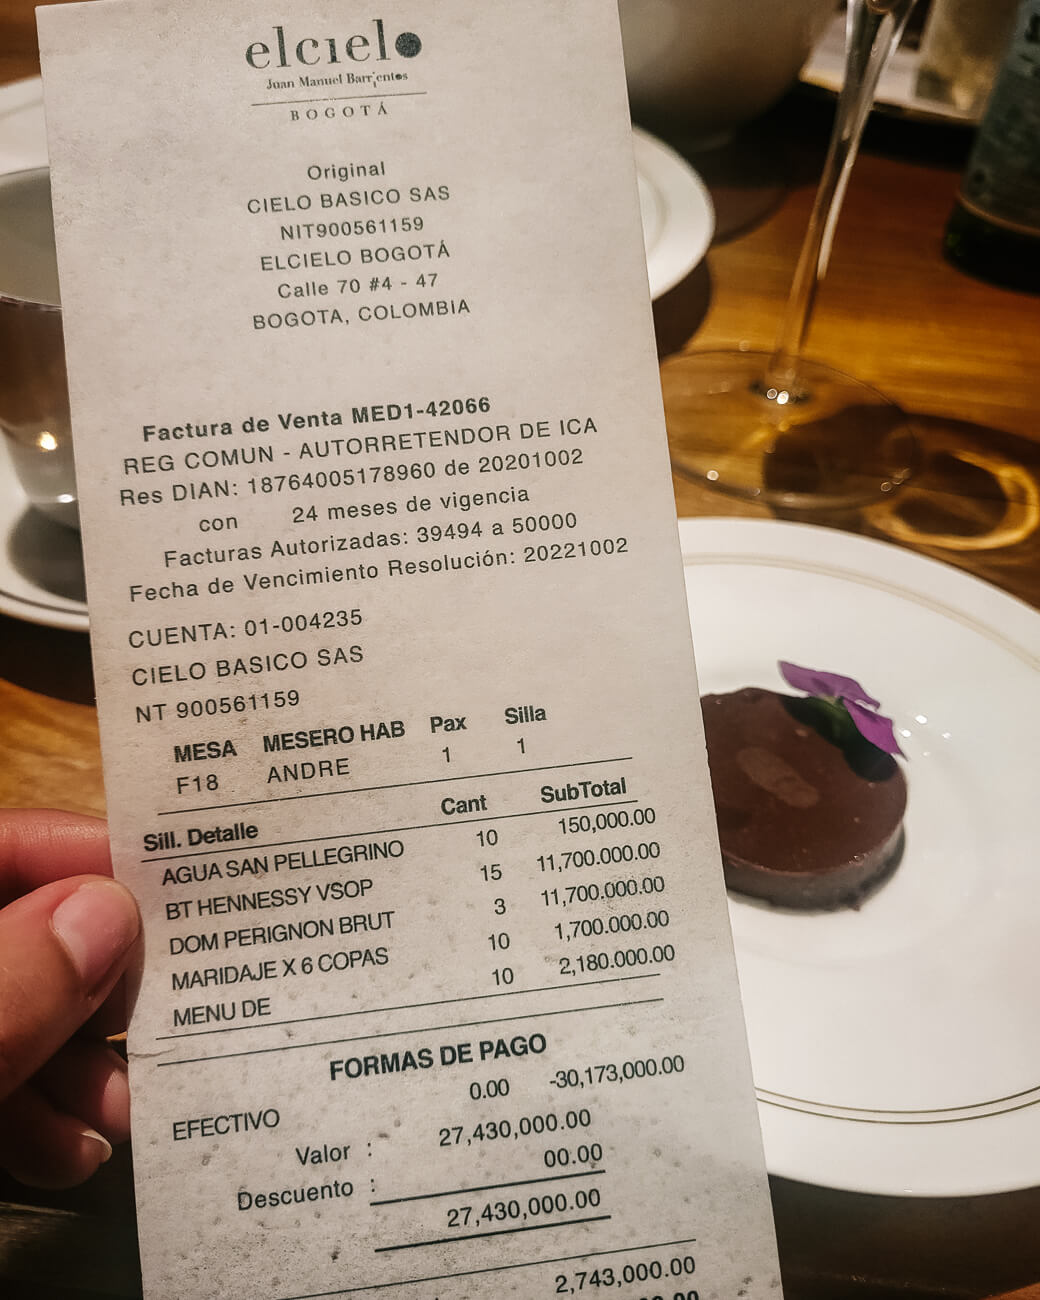 elcielo
Juan Manuel Barrientos
BOGOTÁ
Original
CIELO BASICO SAS
NIT900561159
ELCIELO BOGOTÁ
Calle 70 #4 - 47
BOGOTA, COLOMBIA
Factura de Venta MED1-42066
REG COMUN - AUTORRETENDOR DE ICA
Res DIAN: 18764005178960 de 20201002
con 24 meses de vigencia
Facturas Autorizadas: 39494 a 50000
Fecha de Vencimiento Resolución: 20221002
CUENTA: 01-004235
CIELO BASICO SAS
NT 900561159
MESA MESERO HAB Pax Silla
F18 ANDRE 1 1
Sill. Detalle Cant SubTotal
AGUA SAN PELLEGRINO 10 150,000.00
BT HENNESSY VSOP 15 11,700.000.00
DOM PERIGNON BRUT 3 11,700.000.00
MARIDAJE X 6 COPAS 10 1,700,000.00
MENU DE 10 2,180.000.00
FORMAS DE PAGO
EFECTIVO 0.00 -30,173,000.00
Valor : 27,430,000.00
Descuento : 00.00
27,430,000.00
2,743,000.00